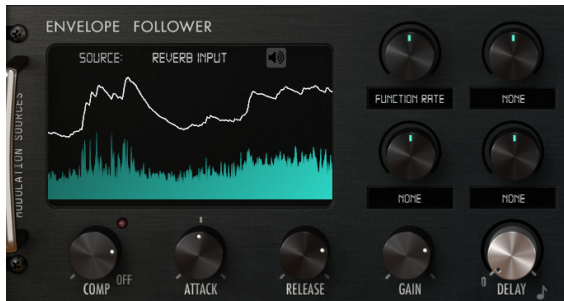 ENVELOPE FOLLOWER
SOURCE: REVERB INPUT
MODULATION SOURCES
FUNCTION RATE
NONE
NONE
NONE
COMP
OFF
ATTACK
0
RELEASE
GAIN
0
DELAY